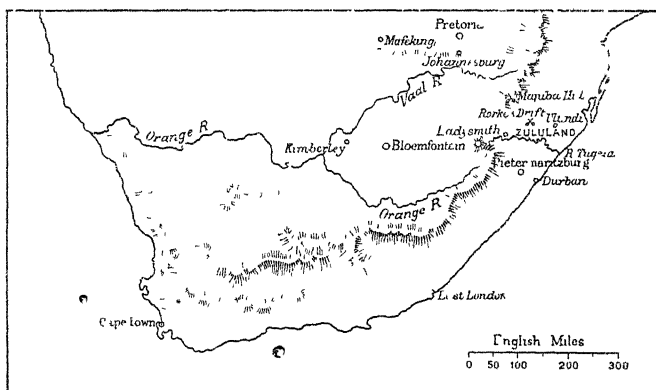 Pretoria
Mafeking
Johannesburg
Vaal R
Majuba Hill
Rorke's Drift
Ulundi
Orange R
Ladysmith
ZULULAND
Kimberley
Bloemfontein
R Tugela
Pietermaritzburg
Durban
Orange R
East London
Cape town
English Miles
0 50 100 200 300